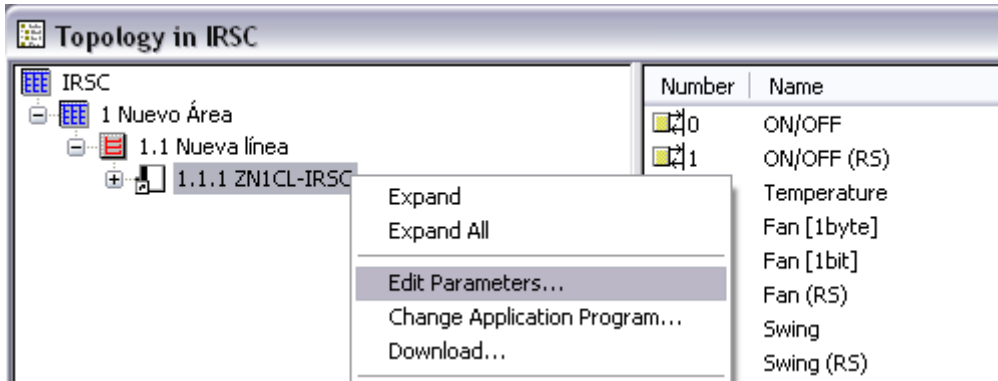 Topology in IRSC
IRSC
1 Nuevo Área
1.1 Nueva línea
1.1.1 ZN1CL-IRSC
Expand
Expand All
Edit Parameters...
Change Application Program...
Download...
Number Name
0 ON/OFF
1 ON/OFF (RS)
Temperature
Fan [1byte]
Fan [1bit]
Fan (RS)
Swing
Swing (RS)